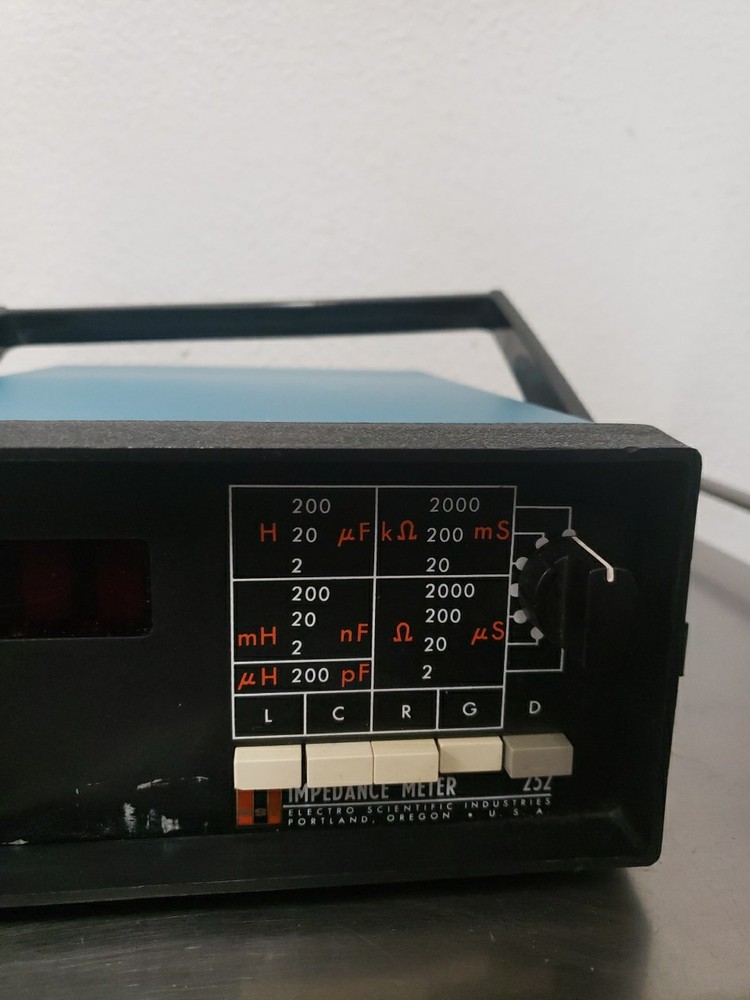 200 2000
H 20 μF kΩ 200 mS
2 20
200 2000
20 200
mH nF Ω μS
2 20
μH 200 pF 2
L C R G D
IMPEDANCE METER 252
ELECTRO SCIENTIFIC INDUSTRIES
PORTLAND, OREGON • U.S.A